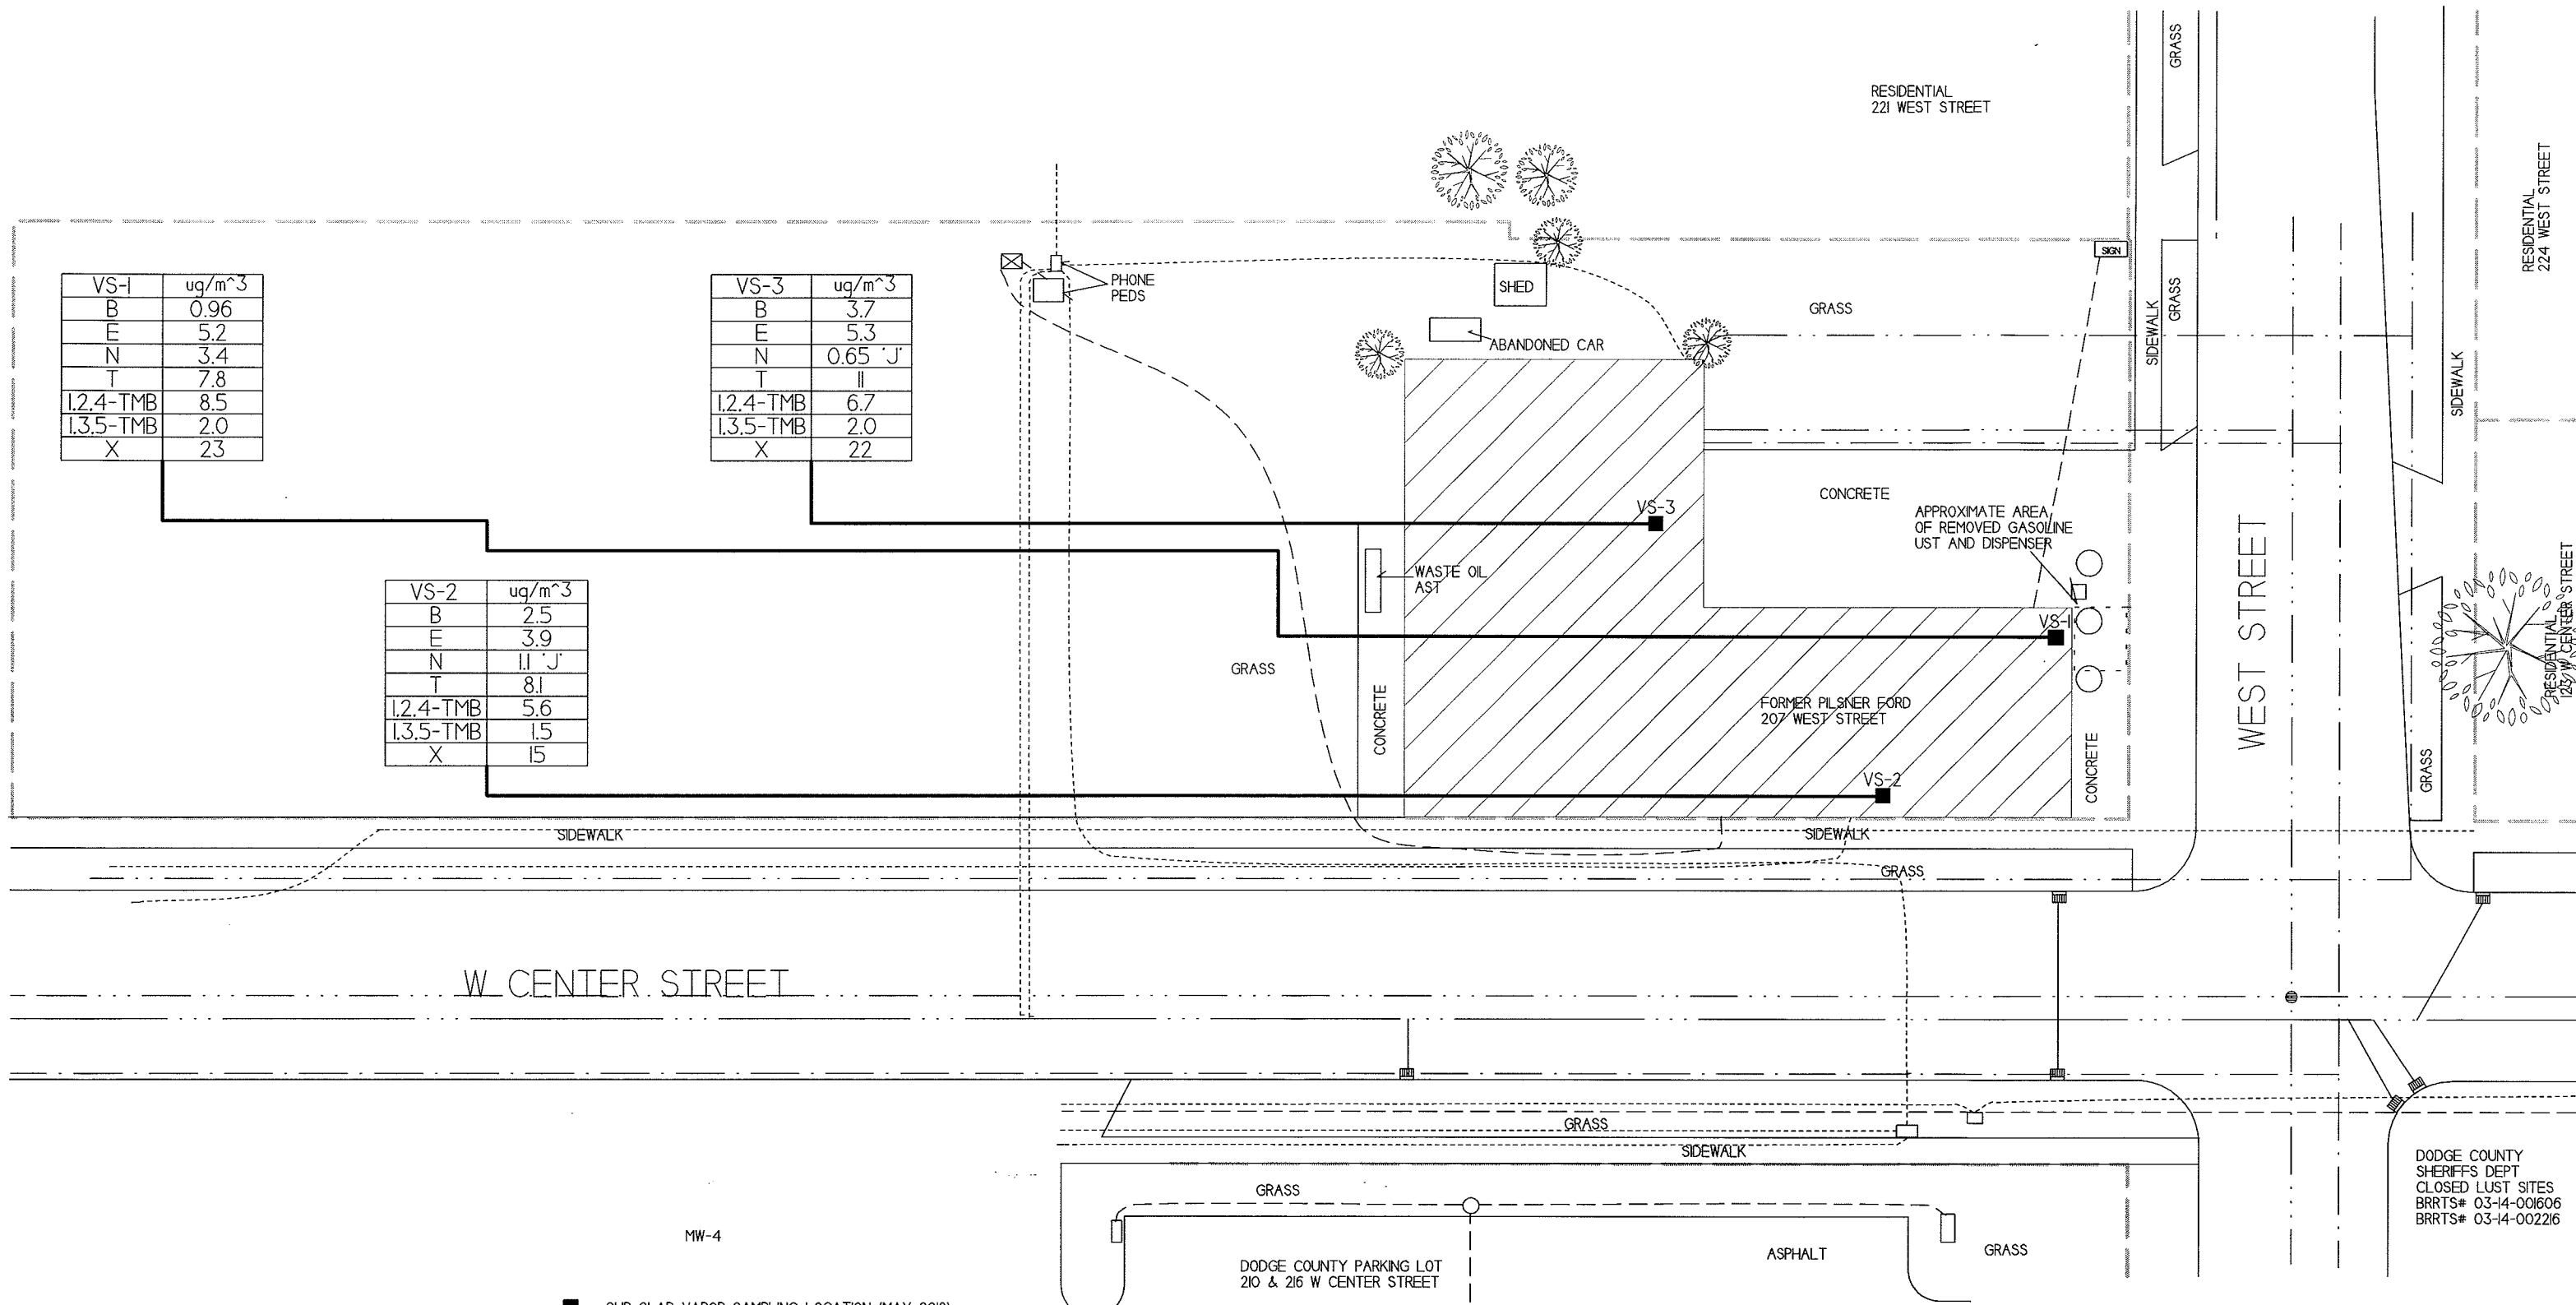 RESIDENTIAL
221 WEST STREET
GRASS
RESIDENTIAL
224 WEST STREET
SIGN
VS-1 ug/m^3
B 0.96
E 5.2
N 3.4
T 7.8
1.2.4-TMB 8.5
1.3.5-TMB 2.0
X 23
VS-3 ug/m^3
B 3.7
E 5.3
N 0.65 'J'
T 11
1.2.4-TMB 6.7
1.3.5-TMB 2.0
X 22
PHONE
PEDS
SHED
ABANDONED CAR
GRASS
SIDEWALK
GRASS
SIDEWALK
CONCRETE
VS-3
APPROXIMATE AREA
OF REMOVED GASOLINE
UST AND DISPENSER
WASTE OIL
AST
VS-1
WEST STREET
RESIDENTIAL
123 W CENTER STREET
VS-2 ug/m^3
B 2.5
E 3.9
N 1.1 'J'
T 8.1
1.2.4-TMB 5.6
1.3.5-TMB 1.5
X 15
GRASS
CONCRETE
FORMER PILSNER FORD
207 WEST STREET
VS-2
CONCRETE
GRASS
SIDEWALK
SIDEWALK
GRASS
W CENTER STREET
GRASS
SIDEWALK
GRASS
MW-4
DODGE COUNTY PARKING LOT
210 & 216 W CENTER STREET
ASPHALT
GRASS
DODGE COUNTY
SHERIFFS DEPT
CLOSED LUST SITES
BRRTS# 03-14-001606
BRRTS# 03-14-002216